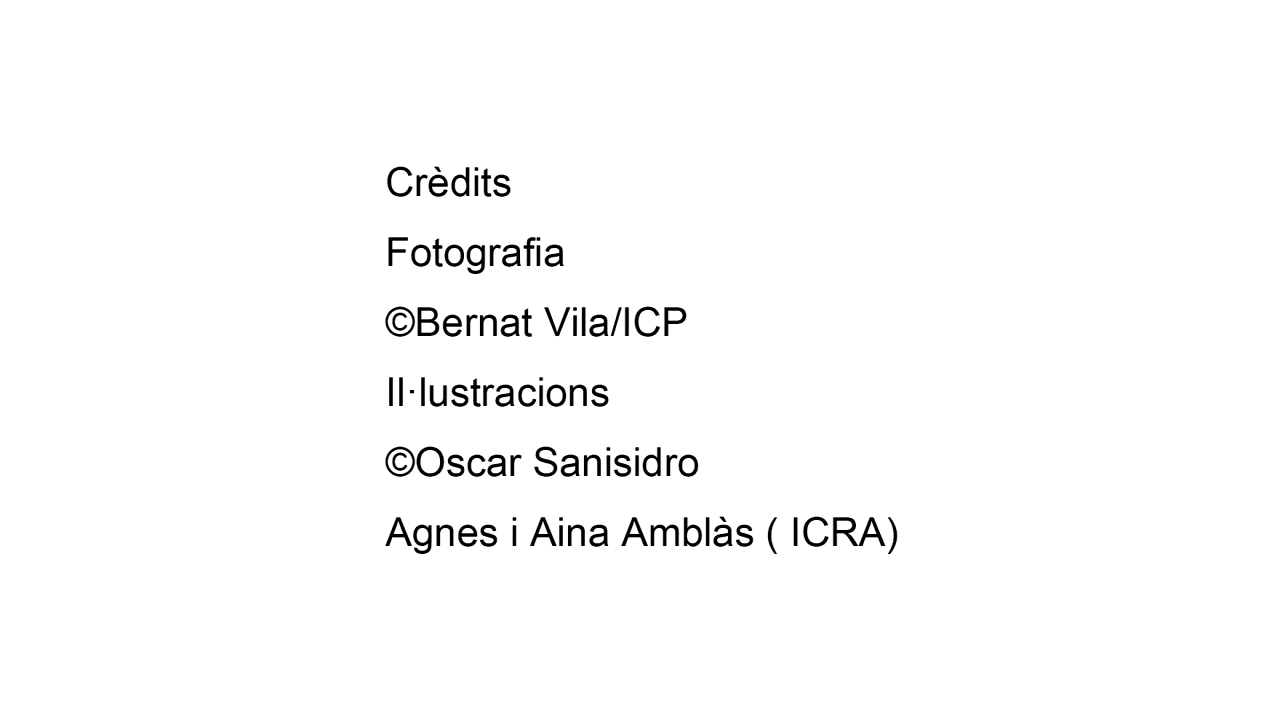 Crèdits
Fotografia
©Bernat Vila/ICP
Il·lustracions
©Oscar Sanisidro
Agnes i Aina Amblàs ( ICRA)